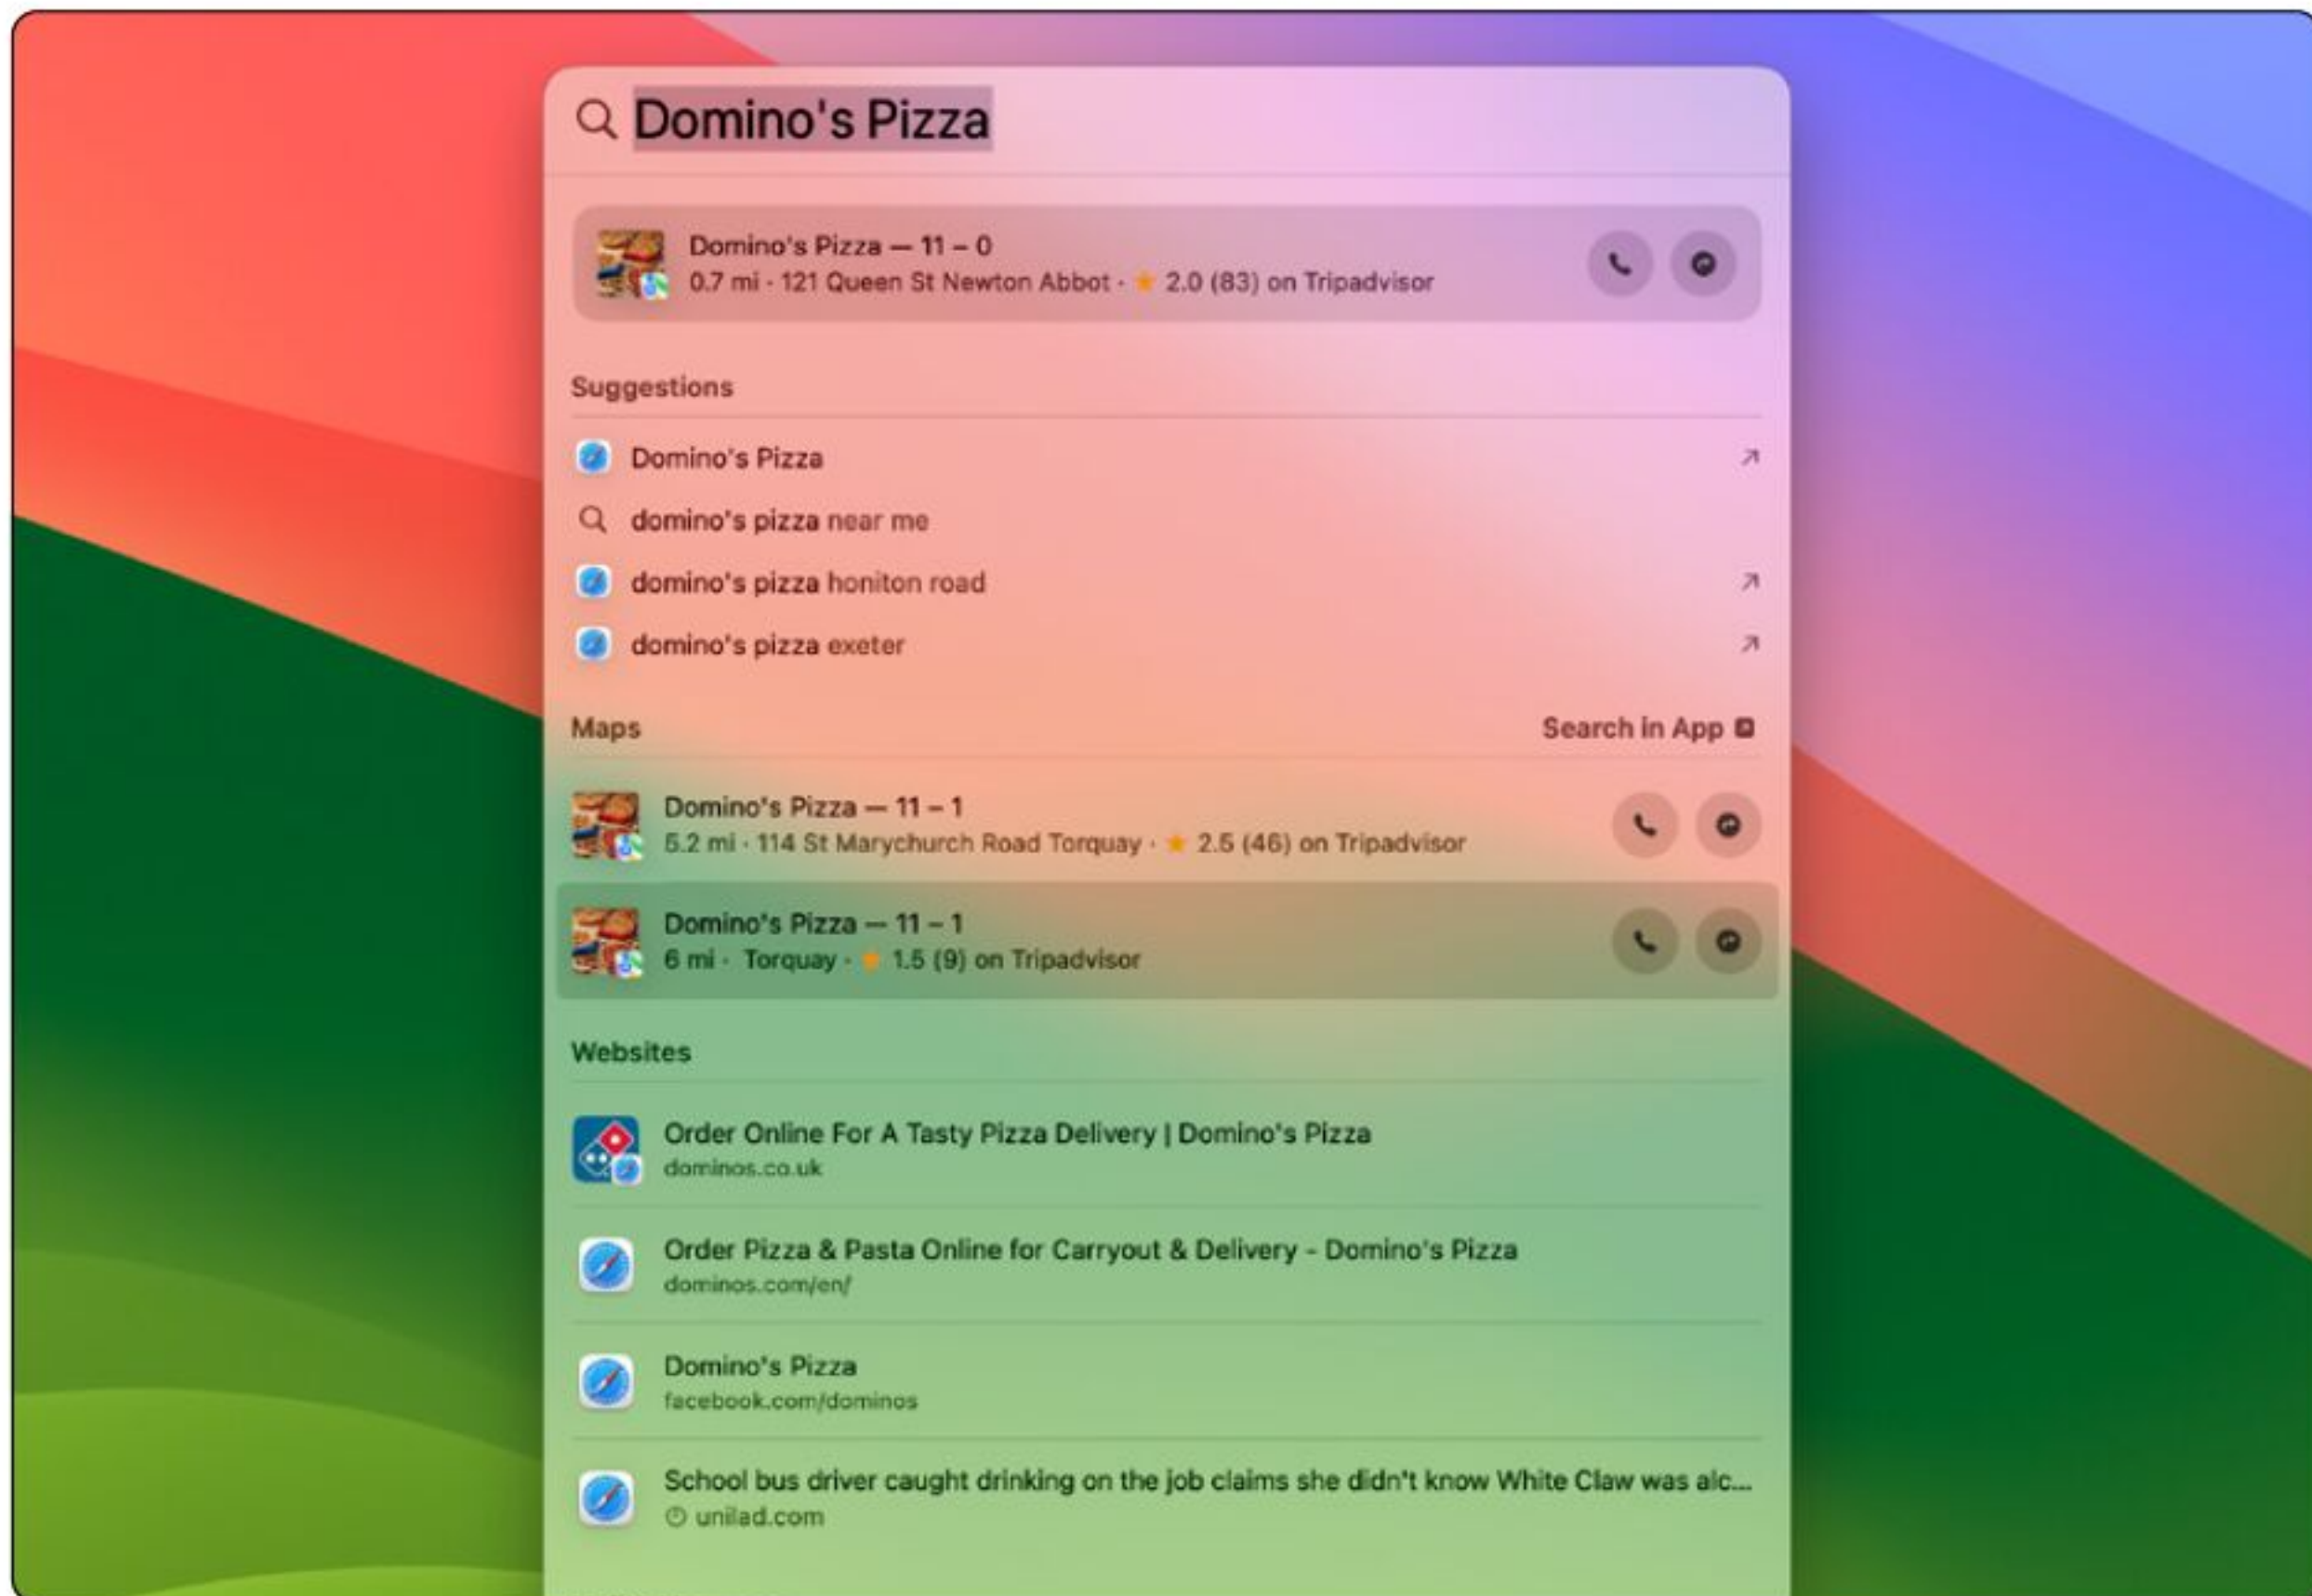 Domino's Pizza
Domino's Pizza — 11 – 0
0.7 mi · 121 Queen St Newton Abbot · ★ 2.0 (83) on Tripadvisor
Suggestions
Domino's Pizza
domino's pizza near me
domino's pizza honiton road
domino's pizza exeter
Maps
Search in App
Domino's Pizza — 11 – 1
5.2 mi · 114 St Marychurch Road Torquay · ★ 2.5 (46) on Tripadvisor
Domino's Pizza — 11 – 1
6 mi · Torquay · ★ 1.5 (9) on Tripadvisor
Websites
Order Online For A Tasty Pizza Delivery | Domino's Pizza
dominos.co.uk
Order Pizza & Pasta Online for Carryout & Delivery - Domino's Pizza
dominos.com/en/
Domino's Pizza
facebook.com/dominos
School bus driver caught drinking on the job claims she didn't know White Claw was alc...
unilad.com